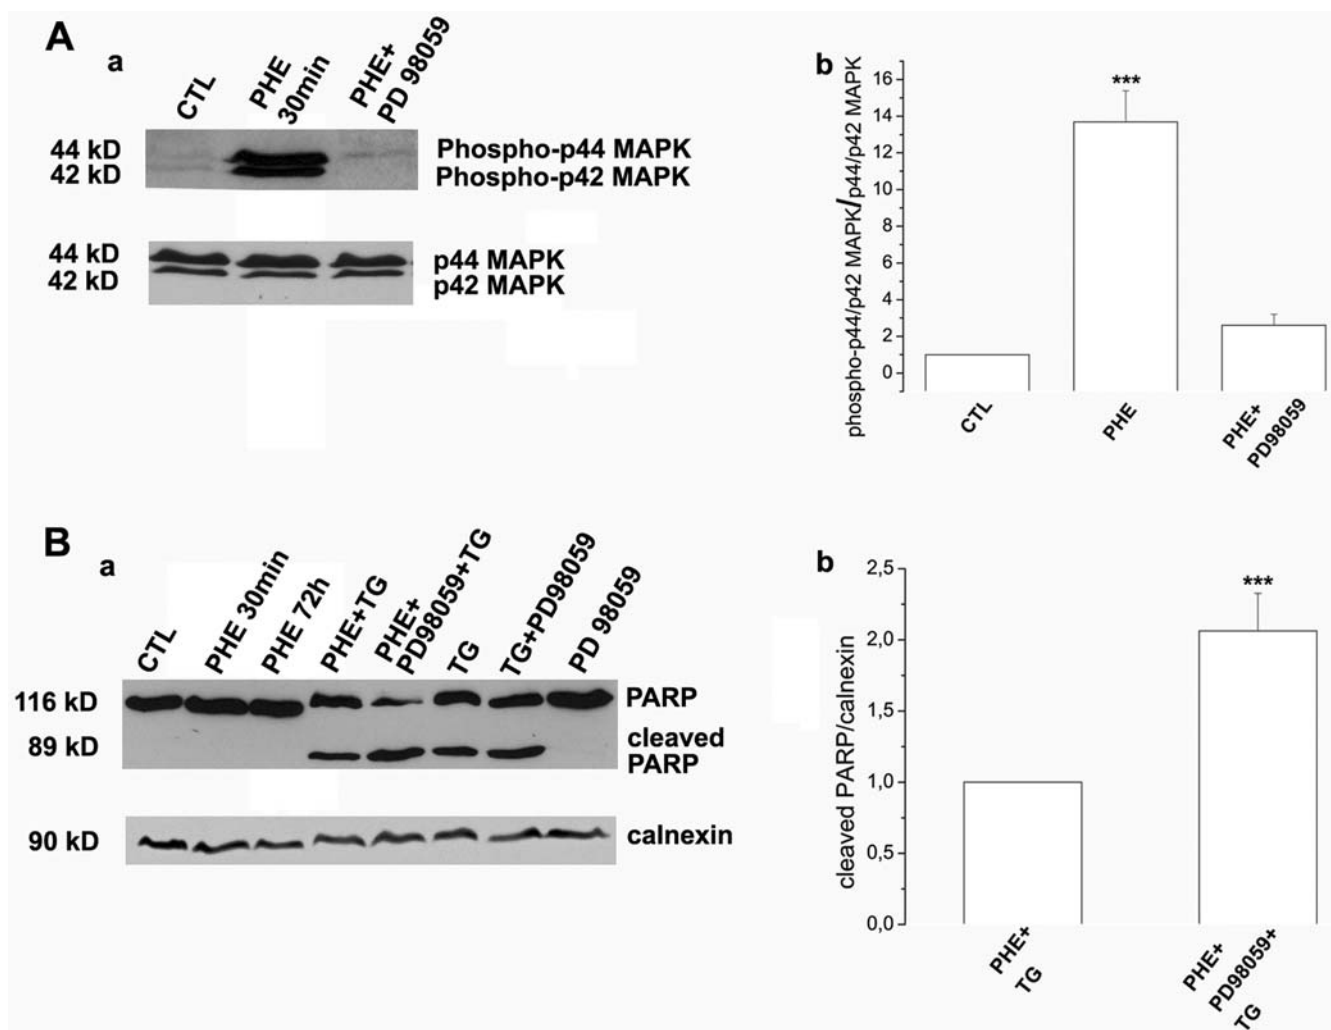 A
a
CTL
PHE
30min
PHE+
PD 98059
44 kD
42 kD
Phospho-p44 MAPK
Phospho-p42 MAPK
44 kD
42 kD
p44 MAPK
p42 MAPK
b
phospho-p44/p42 MAPK/p44/p42 MAPK
16
14
12
10
8
6
4
2
0
***
CTL
PHE
PHE+
PD98059
B
a
CTL
PHE 30min
PHE 72h
PHE+TG
PHE+
PD98059+TG
TG
TG+PD98059
PD 98059
116 kD
89 kD
PARP
cleaved
PARP
90 kD
calnexin
b
cleaved PARP/calnexin
2,5
2,0
1,5
1,0
0,5
0,0
***
PHE+
TG
PHE+
PD98059+
TG